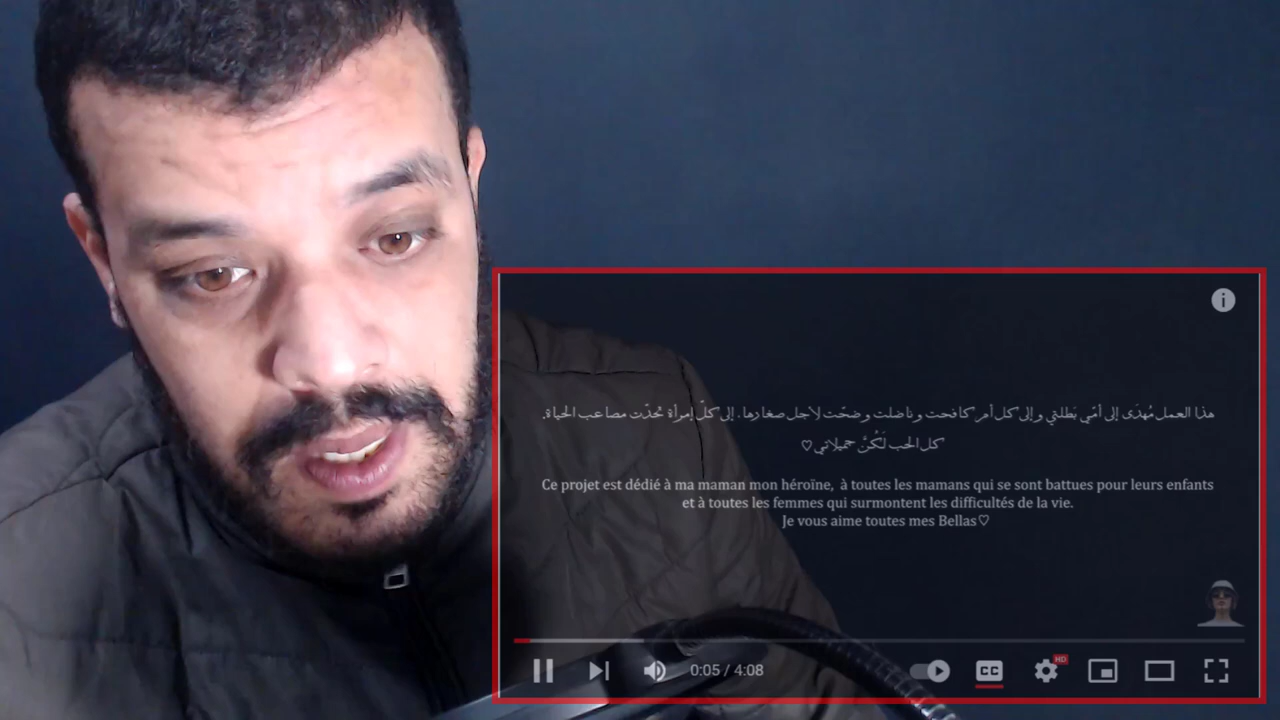 هذا العمل مُهدَى إلى أمّي بَطلتي وإلى كل أم كافحت وناضلت وضحّت لأجل صغارها. إلى كلّ إمرأة تحدّت مصاعب الحياة.
كل الحب لَكُنَّ جميلاتي♡
Ce projet est dédié à ma maman mon héroïne, à toutes les mamans qui se sont battues pour leurs enfants
et à toutes les femmes qui surmontent les difficultés de la vie.
Je vous aime toutes mes Bellas♡
0:05 / 4:08
CC
HD